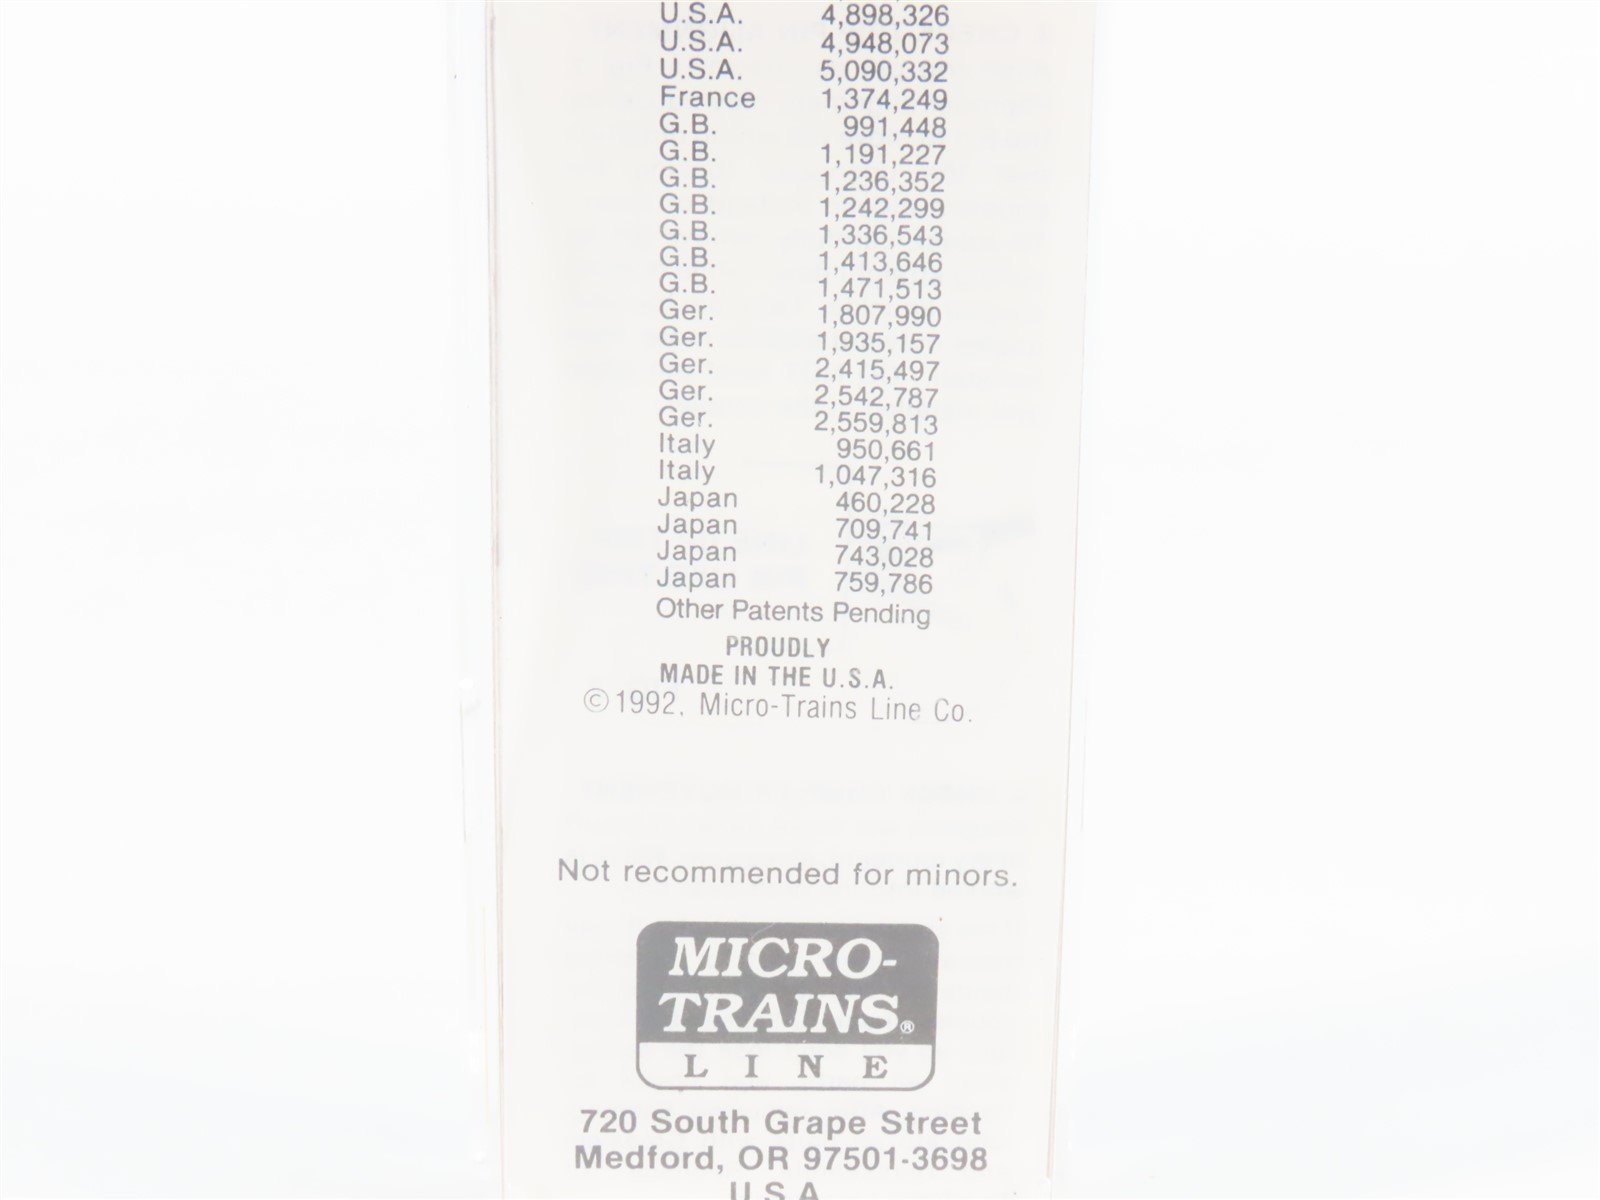 U.S.A. 4,898,326
U.S.A. 4,948,073
U.S.A. 5,090,332
France 1,374,249
G.B. 991,448
G.B. 1,191,227
G.B. 1,236,352
G.B. 1,242,299
G.B. 1,336,543
G.B. 1,413,646
G.B. 1,471,513
Ger. 1,807,990
Ger. 1,935,157
Ger. 2,415,497
Ger. 2,542,787
Ger. 2,559,813
Italy 950,661
Italy 1,047,316
Japan 460,228
Japan 709,741
Japan 743,028
Japan 759,786
Other Patents Pending
PROUDLY
MADE IN THE U.S.A.
©1992, Micro-Trains Line Co.
Not recommended for minors.
MICRO-
TRAINS®
LINE
720 South Grape Street
Medford, OR 97501-3698
U.S.A.